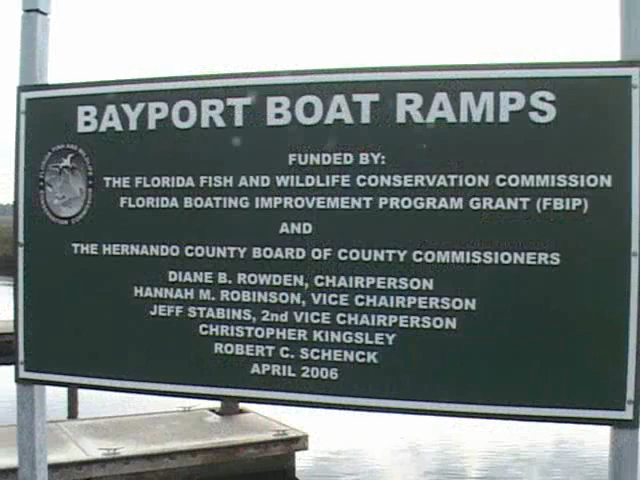 BAYPORT BOAT RAMPS
FUNDED BY:
THE FLORIDA FISH AND WILDLIFE CONSERVATION COMMISSION
FLORIDA BOATING IMPROVEMENT PROGRAM GRANT (FBIP)
AND
THE HERNANDO COUNTY BOARD OF COUNTY COMMISSIONERS
DIANE B. ROWDEN, CHAIRPERSON
HANNAH M. ROBINSON, VICE CHAIRPERSON
JEFF STABINS, 2nd VICE CHAIRPERSON
CHRISTOPHER KINGSLEY
ROBERT C. SCHENCK
APRIL 2006